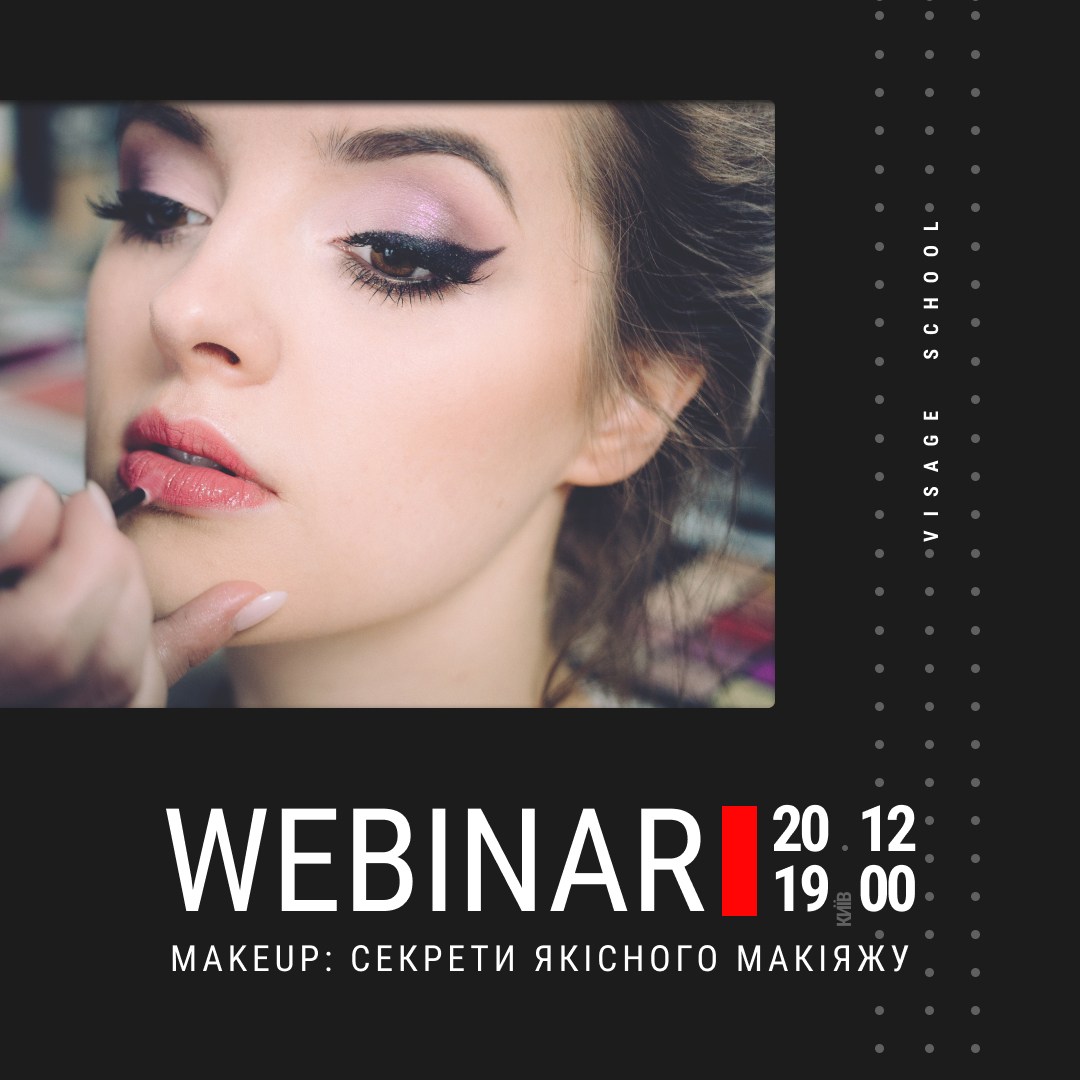 VISAGE SCHOOL
WEBINAR
20 . 12
19 00
КИЇВ
MAKEUP: СЕКРЕТИ ЯКІСНОГО МАКІЯЖУ